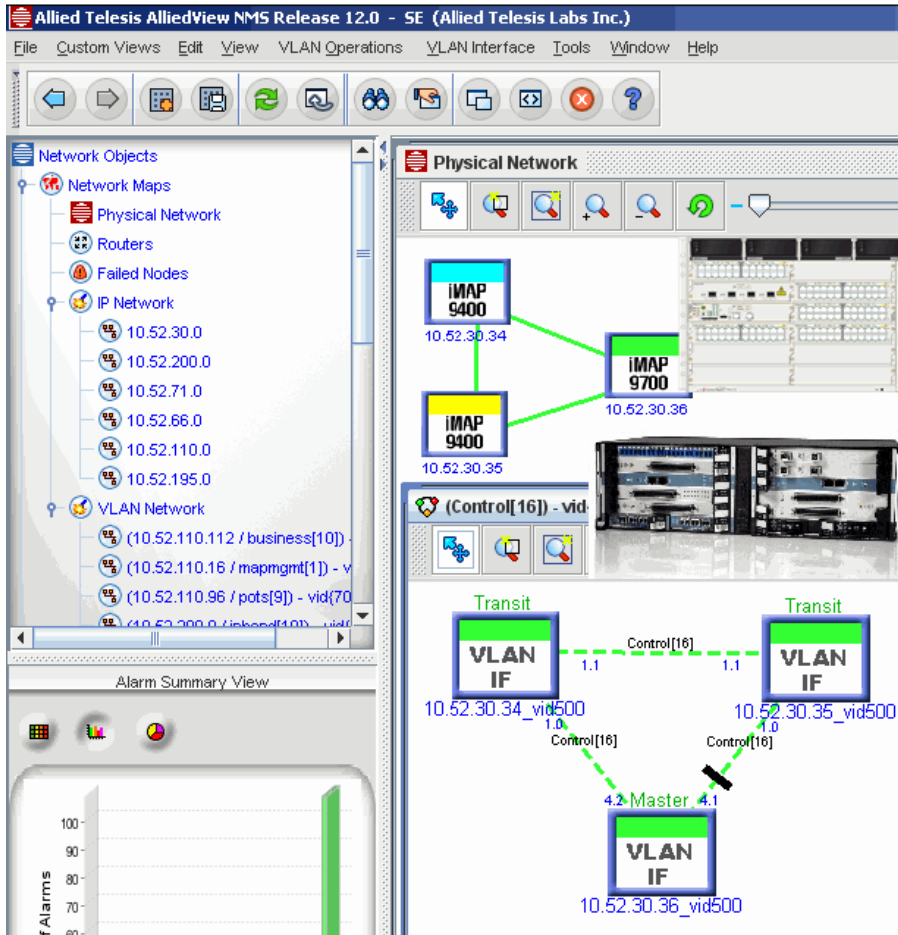 Allied Telesis AlliedView NMS Release 12.0 - SE (Allied Telesis Labs Inc.)
File Custom Views Edit View VLAN Operations VLAN Interface Tools Window Help
Network Objects
Network Maps
Physical Network
Routers
Failed Nodes
IP Network
10.52.30.0
10.52.200.0
10.52.71.0
10.52.66.0
10.52.110.0
10.52.195.0
VLAN Network
(10.52.110.112 / business[10]) -
(10.52.110.16 / mapmgmt[1]) - v
(10.52.110.96 / pots[9]) - vid{70
Alarm Summary View
100
90
80
70
60
f Alarms
Physical Network
iMAP
9400
10.52.30.34
iMAP
9700
10.52.30.36
iMAP
9400
10.52.30.35
(Control[16]) - vid
Transit
VLAN
IF
10.52.30.34_vid500
1.1
Control[16]
1.1
Transit
VLAN
IF
10.52.30.35_vid500
1.0
Control[16]
1.0
Control[16]
4.2
Master
4.1
VLAN
IF
10.52.30.36_vid500